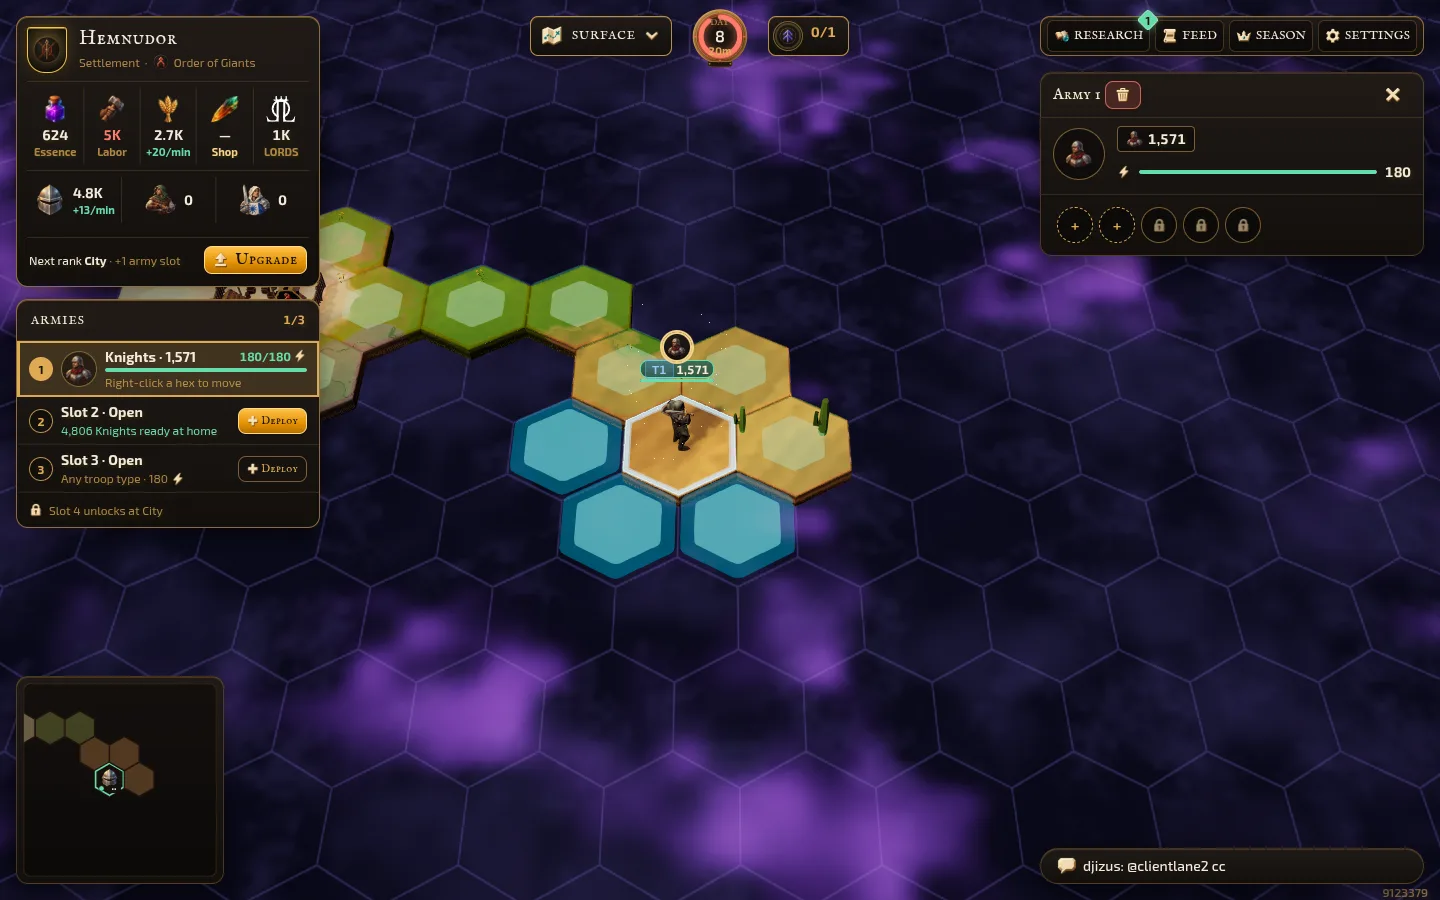 Hemnudor
Settlement · Order of Giants
624
Essence
5K
Labor
2.7K
+20/min
—
Shop
1K
LORDS
4.8K
+13/min
0
0
Next rank City · +1 army slot
Upgrade
ARMIES
1/3
1
Knights · 1,571
180/180
Right-click a hex to move
2
Slot 2 · Open
4,806 Knights ready at home
+ Deploy
3
Slot 3 · Open
Any troop type · 180
+ Deploy
Slot 4 unlocks at City
SURFACE
DAY
8
30m
0/1
1
RESEARCH
FEED
SEASON
SETTINGS
Army 1
1,571
180
+
+
T1 1,571
djizus: @clientlane2 cc
9123379